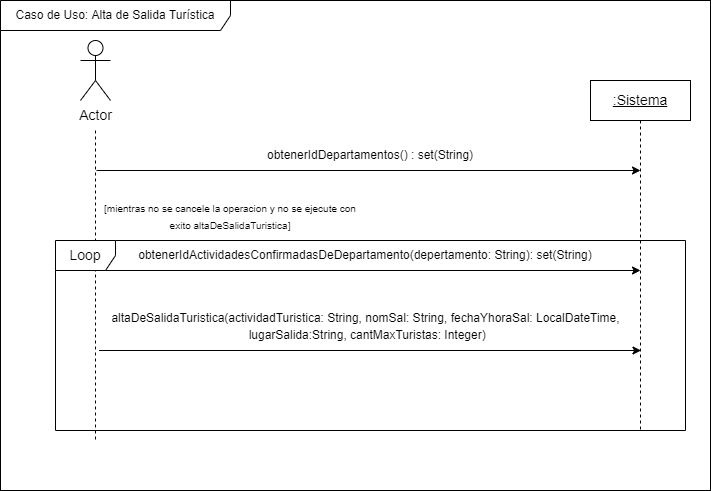 Caso de Uso: Alta de Salida Turística
Actor
:Sistema
obtenerIdDepartamentos() : set(String)
[mientras no se cancele la operacion y no se ejecute con
exito altaDeSalidaTuristica]
Loop
obtenerIdActividadesConfirmadasDeDepartamento(depertamento: String): set(String)
altaDeSalidaTuristica(actividadTuristica: String, nomSal: String, fechaYhoraSal: LocalDateTime,
lugarSalida:String, cantMaxTuristas: Integer)